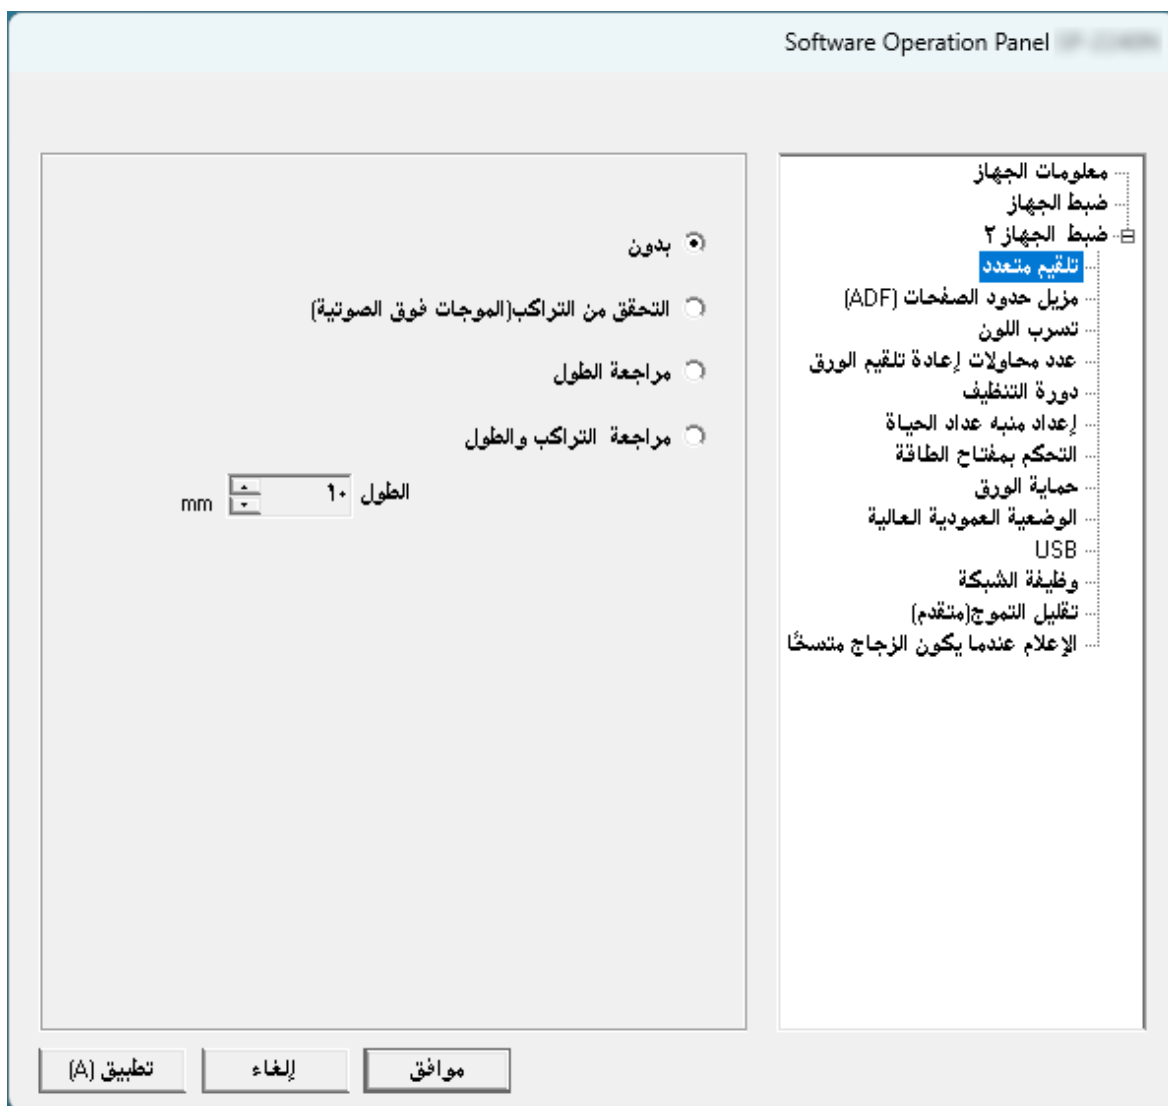 Software Operation Panel
معلومات الجهاز
ضبط الجهاز
ضبط الجهاز ٢
تلقيم متعدد
مزيل حدود الصفحات (ADF)
تسرب اللون
عدد محاولات إعادة تلقيم الورق
دورة التنظيف
إعداد منبه عداد الحياة
التحكم بمفتاح الطاقة
حماية الورق
الوضعية العمودية العالية
USB
وظيفة الشبكة
تقليل التموج(متقدم)
الإعلام عندما يكون الزجاج متسخًا
بدون
التحقق من التراكب(الموجات فوق الصوتية)
مراجعة الطول
مراجعة التراكب والطول
الطول ١٠ mm
موافق
إلغاء
تطبيق (A)